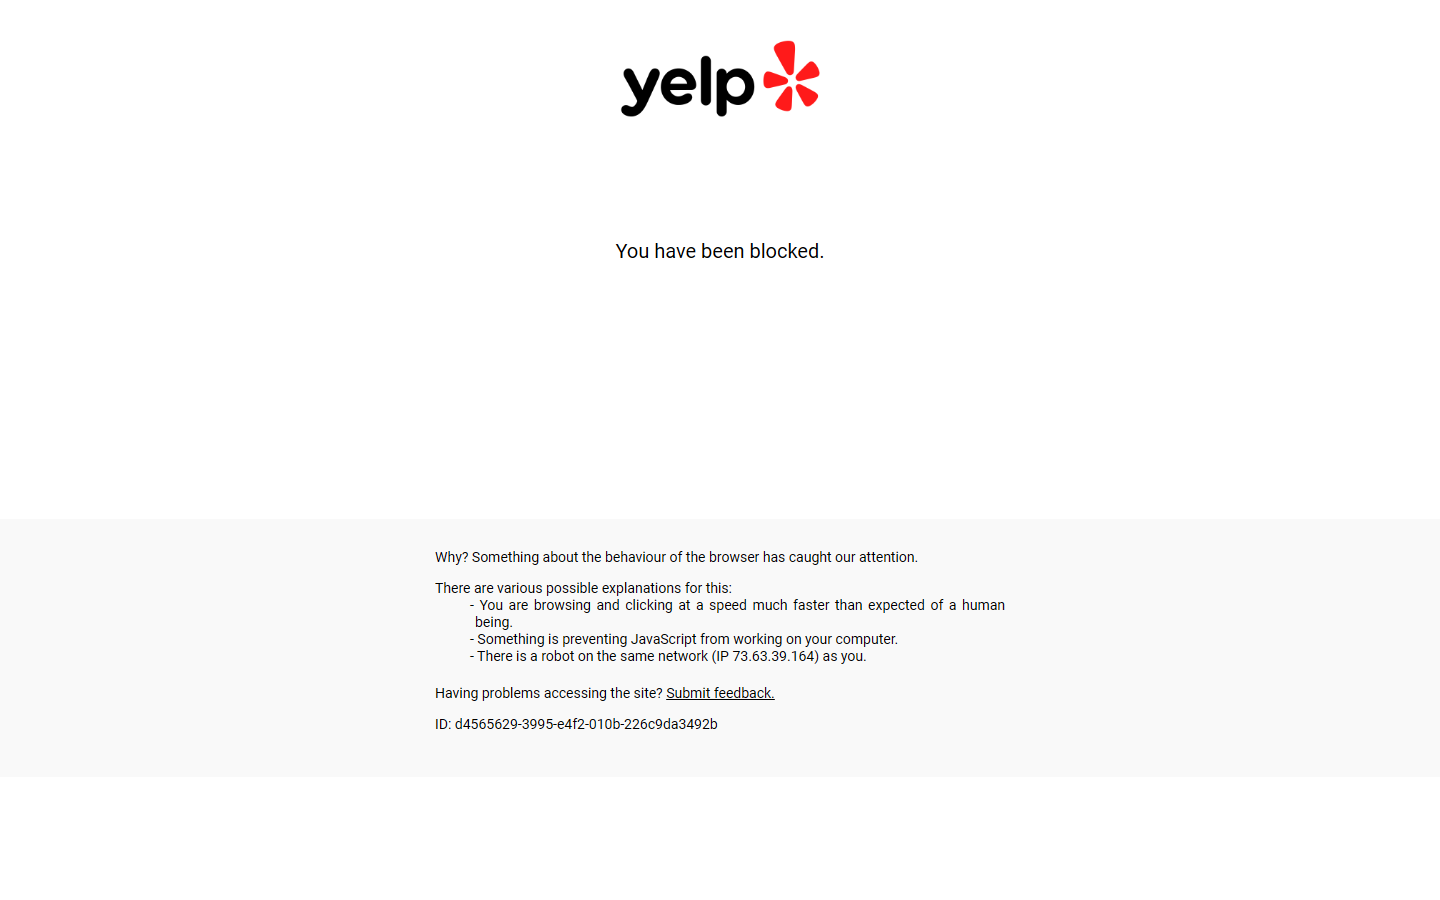 yelp
You have been blocked.
Why? Something about the behaviour of the browser has caught our attention.
There are various possible explanations for this:
- You are browsing and clicking at a speed much faster than expected of a human
being.
- Something is preventing JavaScript from working on your computer.
- There is a robot on the same network (IP 73.63.39.164) as you.
Having problems accessing the site? Submit feedback.
ID: d4565629-3995-e4f2-010b-226c9da3492b